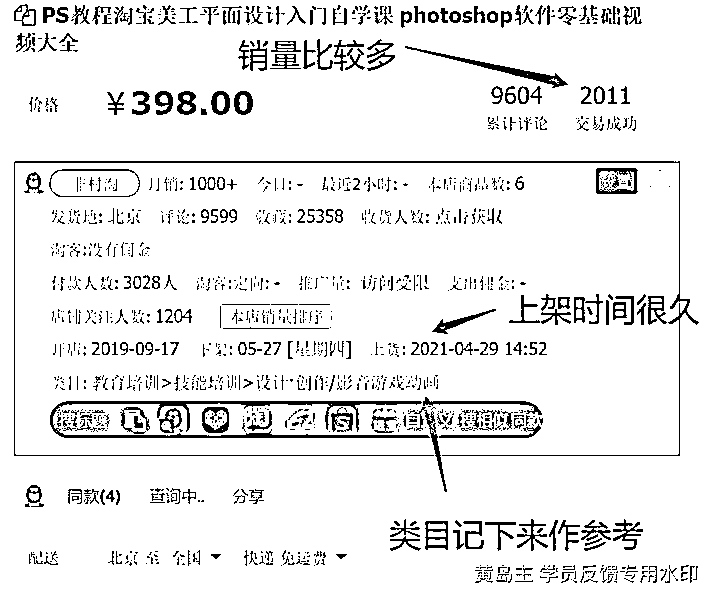 PS教程淘宝美工平面设计入门自学课 photoshop软件零基础视
频大全
销量比较多
价格 ￥398.00 9604 2011
累计评论 交易成功
非村淘 月销: 1000+ 今日: - 最近2小时: - 本店商品数: 6
发货地: 北京 评论: 9599 收藏: 25358 收货人数: 点击获取
淘客:没有佣金
付款人数: 3028人 淘客:定向: - 推广量: 访问受限 支出佣金: -
店铺关注人数: 1204 本店销量排序
上架时间很久
开店: 2019-09-17 下架: 05-27 [星期四] 上货: 2021-04-29 14:52
类目: 教育培训>技能培训>设计·创作/影音游戏动画
同款(4) 查询中.. 分享
类目记下来作参考
配送 北京 至 全国 快递 免运费
黄岛主 学员反馈专用水印